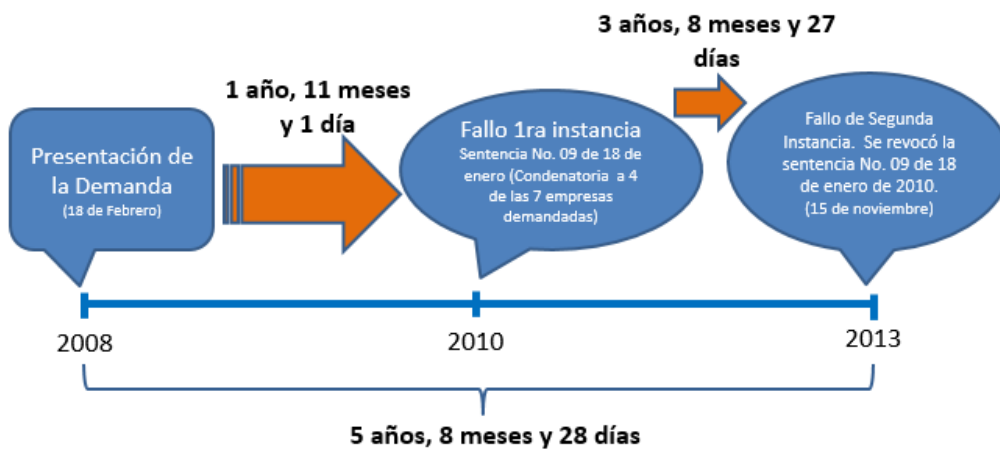 3 años, 8 meses y 27
días
1 año, 11 meses
y 1 día
Presentación de
la Demanda
(18 de Febrero)
Fallo 1ra instancia
Sentencia No. 09 de 18 de
enero (Condenatoria a 4
de las 7 empresas
demandadas)
Fallo de Segunda
Instancia. Se revocó la
sentencia No. 09 de 18
de enero de 2010.
(15 de noviembre)
2008
2010
2013
5 años, 8 meses y 28 días